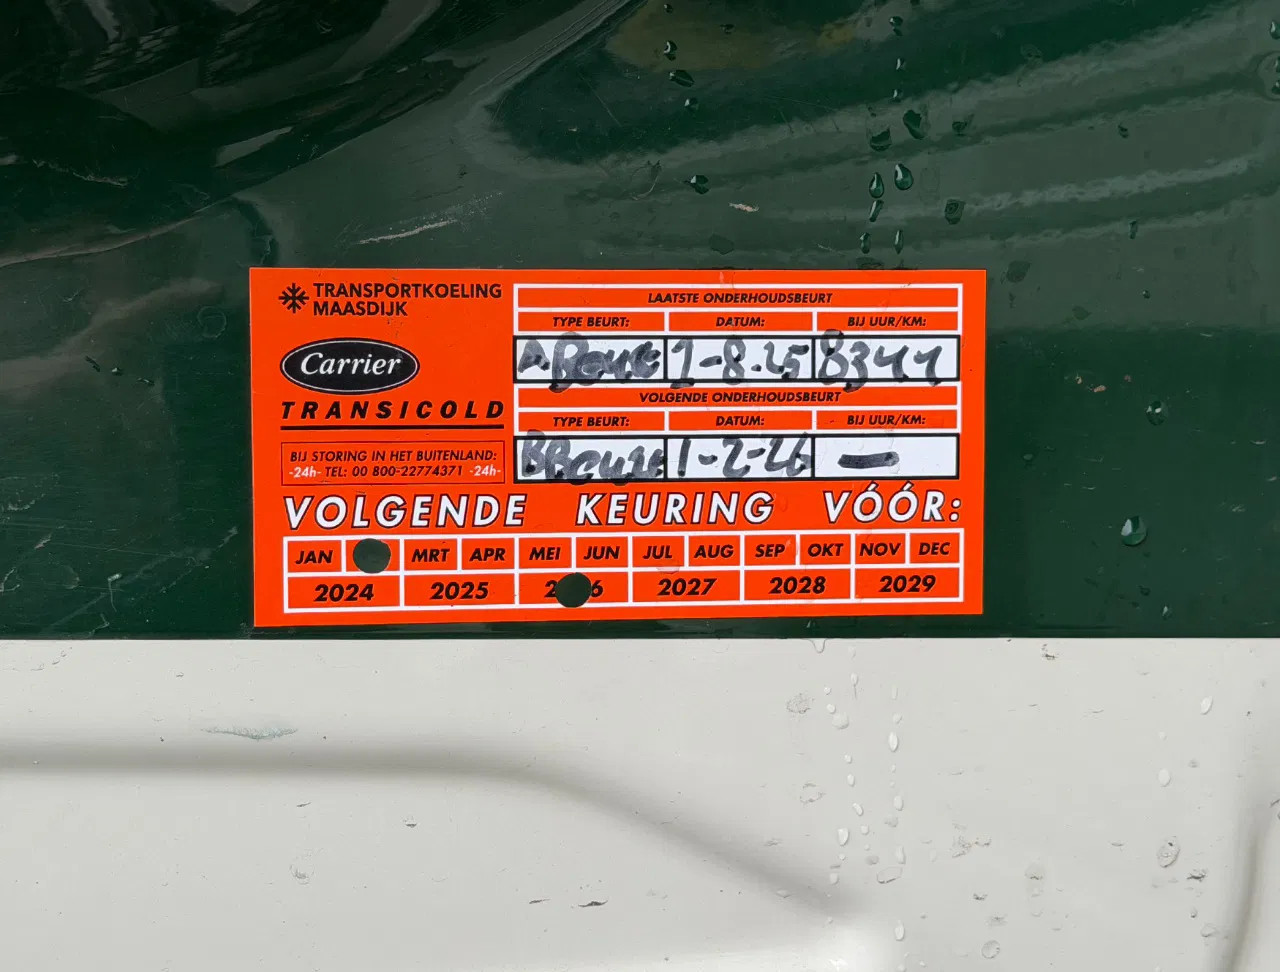 TRANSPORTKOELING
MAASDIJK
Carrier
TRANSICOLD
BIJ STORING IN HET BUITENLAND:
-24h- TEL: 00 800-22774371 -24h-
LAATSTE ONDERHOUDSBEURT
TYPE BEURT: DATUM: BIJ UUR/KM:
A Beurt 1-8-25 8344
VOLGENDE ONDERHOUDSBEURT
TYPE BEURT: DATUM: BIJ UUR/KM:
B Beurt 1-2-26 —
VOLGENDE KEURING VÓÓR:
JAN MRT APR MEI JUN JUL AUG SEP OKT NOV DEC
2024 2025 2 6 2027 2028 2029